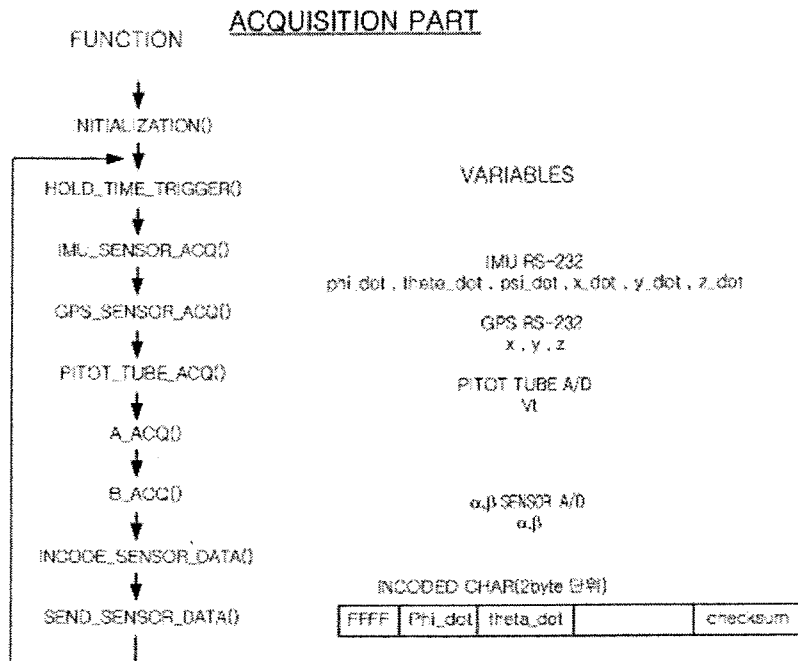 ACQUISITION PART
FUNCTION
INITIALIZATION()
HOLD_TIME_TRIGGER()
IMU_SENSOR_ACQ()
GPS_SENSOR_ACQ()
PITOT_TUBE_ACQ()
A_ACQ()
B_ACQ()
INCODE_SENSOR_DATA()
SEND_SENSOR_DATA()
VARIABLES
IMU RS-232
phi_dot , theta_dot , psi_dot , x_dot , y_dot , z_dot
GPS RS-232
x , y , z
PITOT TUBE A/D
Vt
α,β SENSOR A/D
α,β
INCODED CHAR(2byte 단위)
FFFF Phi_dot theta_dot checksum